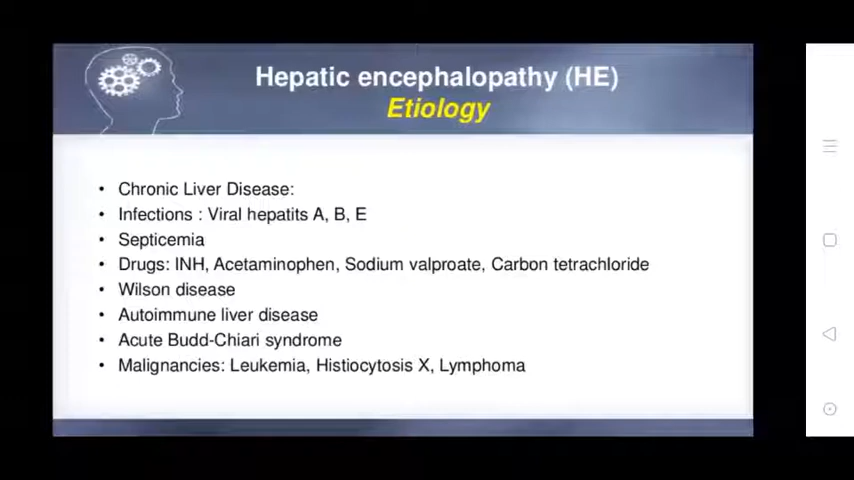 Hepatic encephalopathy (HE)
Etiology
• Chronic Liver Disease:
• Infections : Viral hepatits A, B, E
• Septicemia
• Drugs: INH, Acetaminophen, Sodium valproate, Carbon tetrachloride
• Wilson disease
• Autoimmune liver disease
• Acute Budd-Chiari syndrome
• Malignancies: Leukemia, Histiocytosis X, Lymphoma